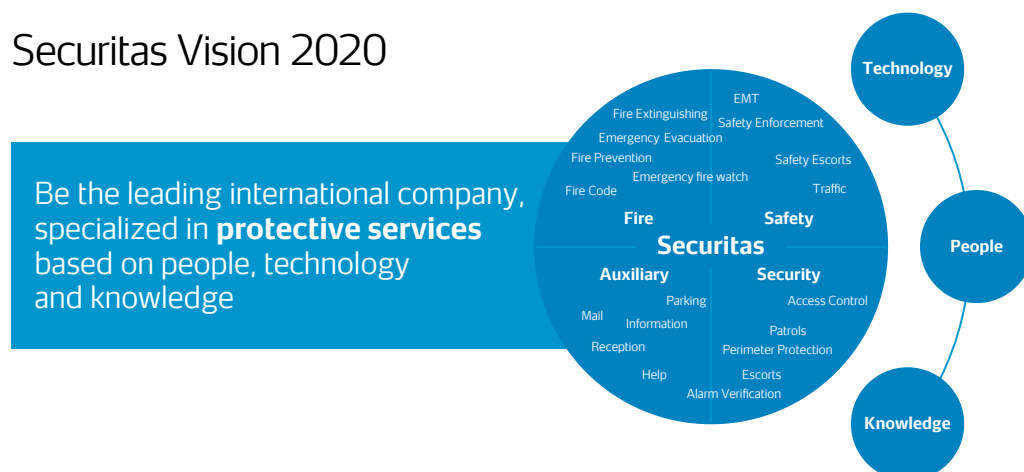 Securitas Vision 2020
Be the leading international company,
specialized in protective services
based on people, technology
and knowledge
Fire Extinguishing
Emergency Evacuation
Fire Prevention
Emergency fire watch
Fire Code
Fire
EMT
Safety Enforcement
Safety Escorts
Traffic
Safety
Securitas
Auxiliary
Parking
Mail
Information
Reception
Help
Security
Access Control
Patrols
Perimeter Protection
Escorts
Alarm Verification
Technology
People
Knowledge